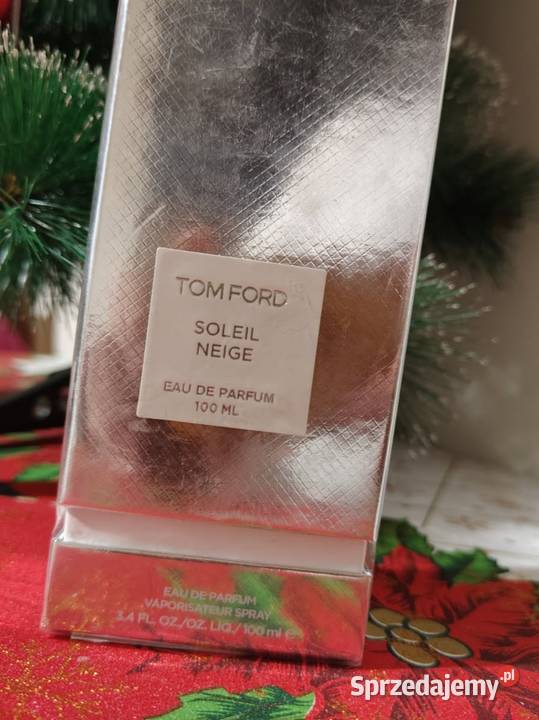 TOM FORD
SOLEIL
NEIGE
EAU DE PARFUM
100 ML
EAU DE PARFUM
VAPORISATEUR SPRAY
3.4 FL. OZ./OZ. LIQ./100 ml e
Sprzedajemy.pl